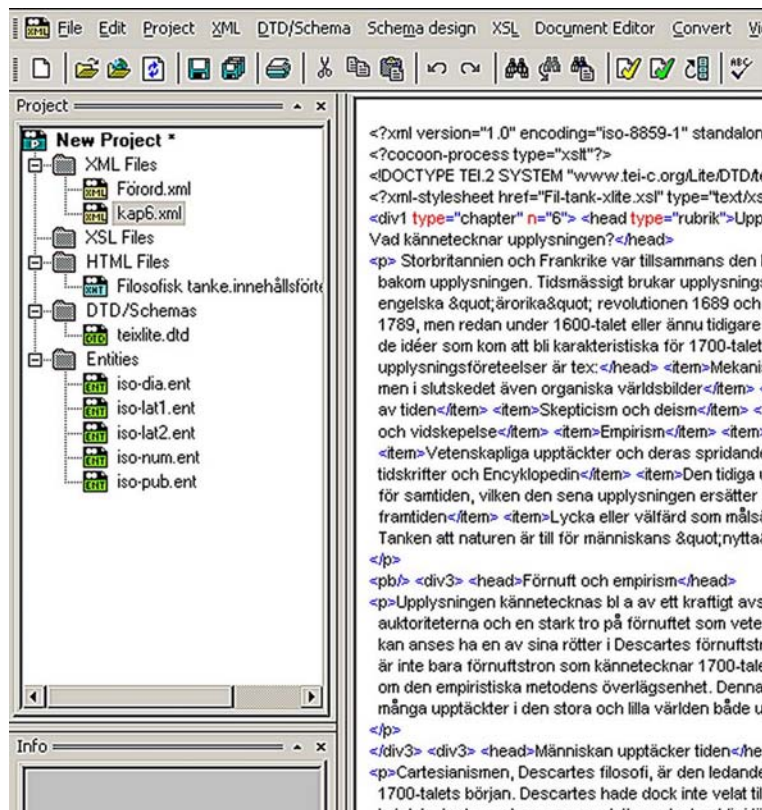 File Edit Project XML DTD/Schema Schema design XSL Document Editor Convert
Project
New Project *
XML Files
Förord.xml
kap6.xml
XSL Files
HTML Files
Filosofisk tanke.innehållsförte
DTD/Schemas
teixlite.dtd
Entities
iso-dia.ent
iso-lat1.ent
iso-lat2.ent
iso-num.ent
iso-pub.ent
Info
<?xml version="1.0" encoding="iso-8859-1" standalon
<?cocoon-process type="xslt"?>
<!DOCTYPE TEI.2 SYSTEM "www.tei-c.org/Lite/DTD/te
<?xml-stylesheet href="Fil-tank-xlite.xsl" type="text/xs
<div1 type="chapter" n="6"> <head type="rubrik">Upp
Vad kännetecknar upplysningen?</head>
<p> Storbritannien och Frankrike var tillsammans den
bakom upplysningen. Tidsmässigt brukar upplysnings
engelska &quot;ärorika&quot; revolutionen 1689 och
1789, men redan under 1600-talet eller ännu tidigare
de idéer som kom att bli karakteristiska för 1700-talet
upplysningsföreteelser är tex:</head> <item>Mekanis
men i slutskedet även organiska världsbilder</item>
av tiden</item> <item>Skepticism och deism</item> <
och vidskepelse</item> <item>Empirism</item> <item>
<item>Vetenskapliga upptäckter och deras spridande
tidskrifter och Encyklopedin</item> <item>Den tidiga
för samtiden, vilken den sena upplysningen ersätter
framtiden</item> <item>Lycka eller välfärd som målsä
Tanken att naturen är till för människans &quot;nytta&
</p>
<pb/> <div3> <head>Förnuft och empirism</head>
<p>Upplysningen kännetecknas bl a av ett kraftigt avs
auktoriteterna och en stark tro på förnuftet som vete
kan anses ha en av sina rötter i Descartes förnuftstr
är inte bara förnuftstron som kännetecknar 1700-tale
om den empiristiska metodens överlägsenhet. Denna
många upptäckter i den stora och lilla världen både u
</p>
</div3> <div3> <head>Människan upptäcker tiden</he
<p>Cartesianismen, Descartes filosofi, är den ledande
1700-talets början. Descartes hade dock inte velat til